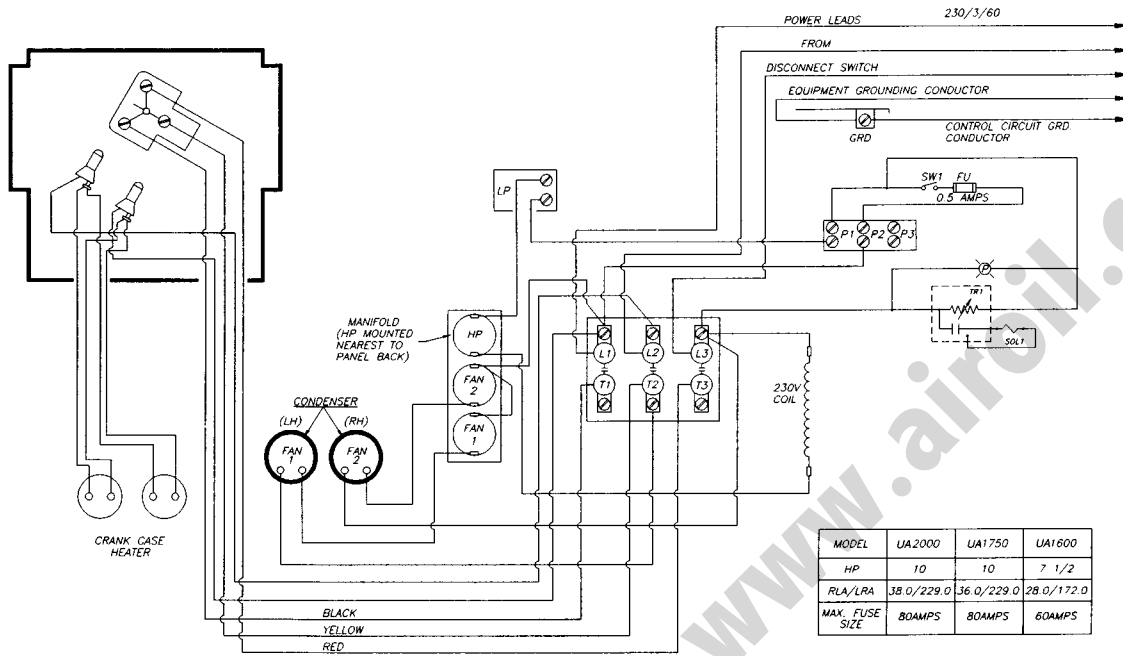 POWER LEADS 230/3/60
FROM
DISCONNECT SWITCH
EQUIPMENT GROUNDING CONDUCTOR
GRD
CONTROL CIRCUIT GRD.
CONDUCTOR
LP
SW1 FU
0.5 AMPS
P1 P2 P3
P
TR1
SOL1
MANIFOLD
(HP MOUNTED
NEAREST TO
PANEL BACK)
HP
FAN
2
FAN
1
L1 L2 L3
T1 T2 T3
230V
COIL
CONDENSER
(LH) (RH)
FAN
1
FAN
2
CRANK CASE
HEATER
BLACK
YELLOW
RED
MODEL UA2000 UA1750 UA1600
HP 10 10 7 1/2
RLA/LRA 38.0/229.0 36.0/229.0 28.0/172.0
MAX. FUSE
SIZE 80AMPS 80AMPS 60AMPS